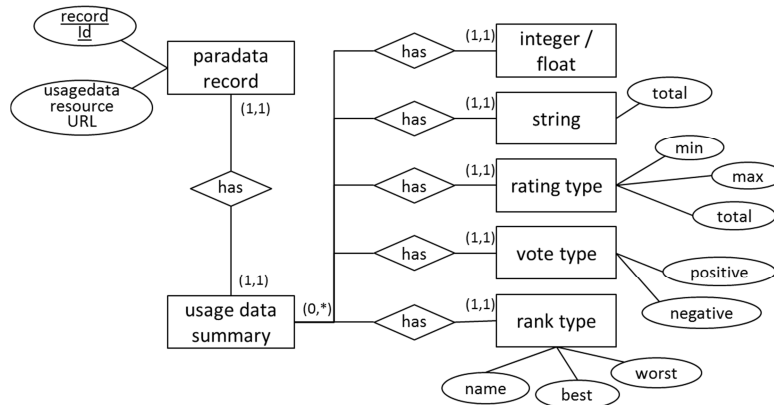 record
Id
usagedata
resource
URL
paradata
record
(1,1)
has
(1,1)
usage data
summary
(0,*)
has
(1,1)
integer /
float
has
(1,1)
string
total
has
(1,1)
rating type
min
max
total
has
(1,1)
vote type
positive
negative
has
(1,1)
rank type
name
best
worst